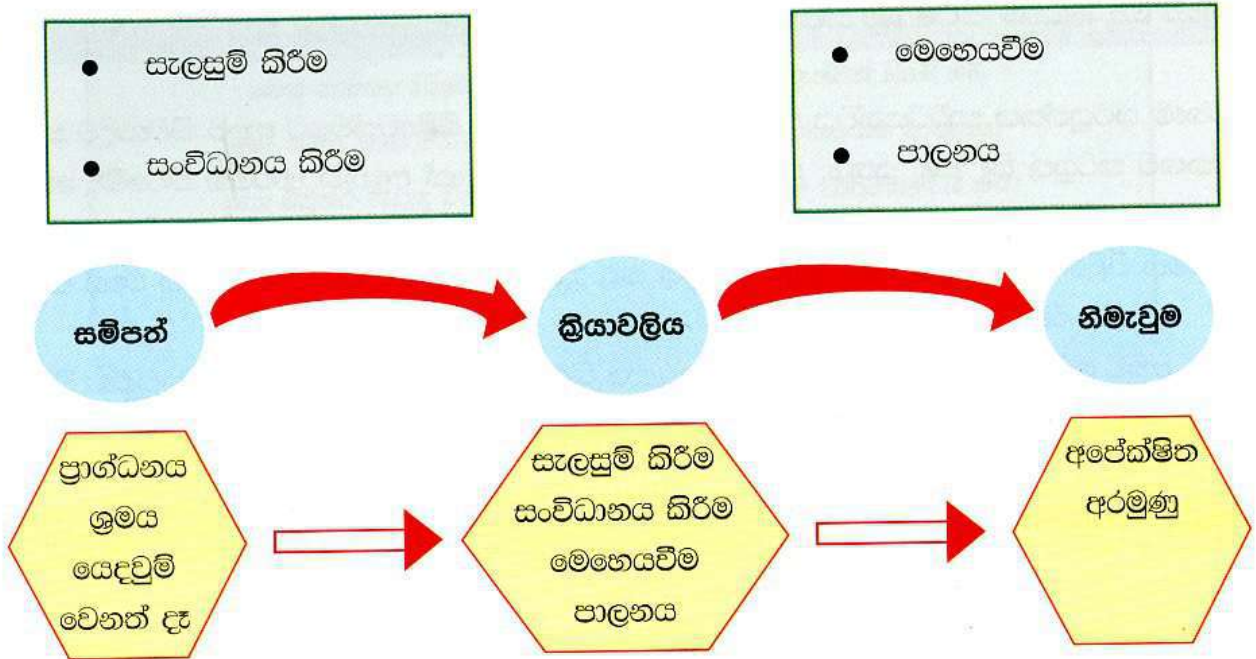 ● සැලසුම් කිරීම
● සංවිධානය කිරීම
● මෙහෙයවීම
● පාලනය
සම්පත්
ක්‍රියාවලිය
නිමැවුම
ප්‍රාග්ධනය
ශ්‍රමය
යෙදවුම්
වෙනත් දෑ
සැලසුම් කිරීම
සංවිධානය කිරීම
මෙහෙයවීම
පාලනය
අපේක්ෂිත
අරමුණු